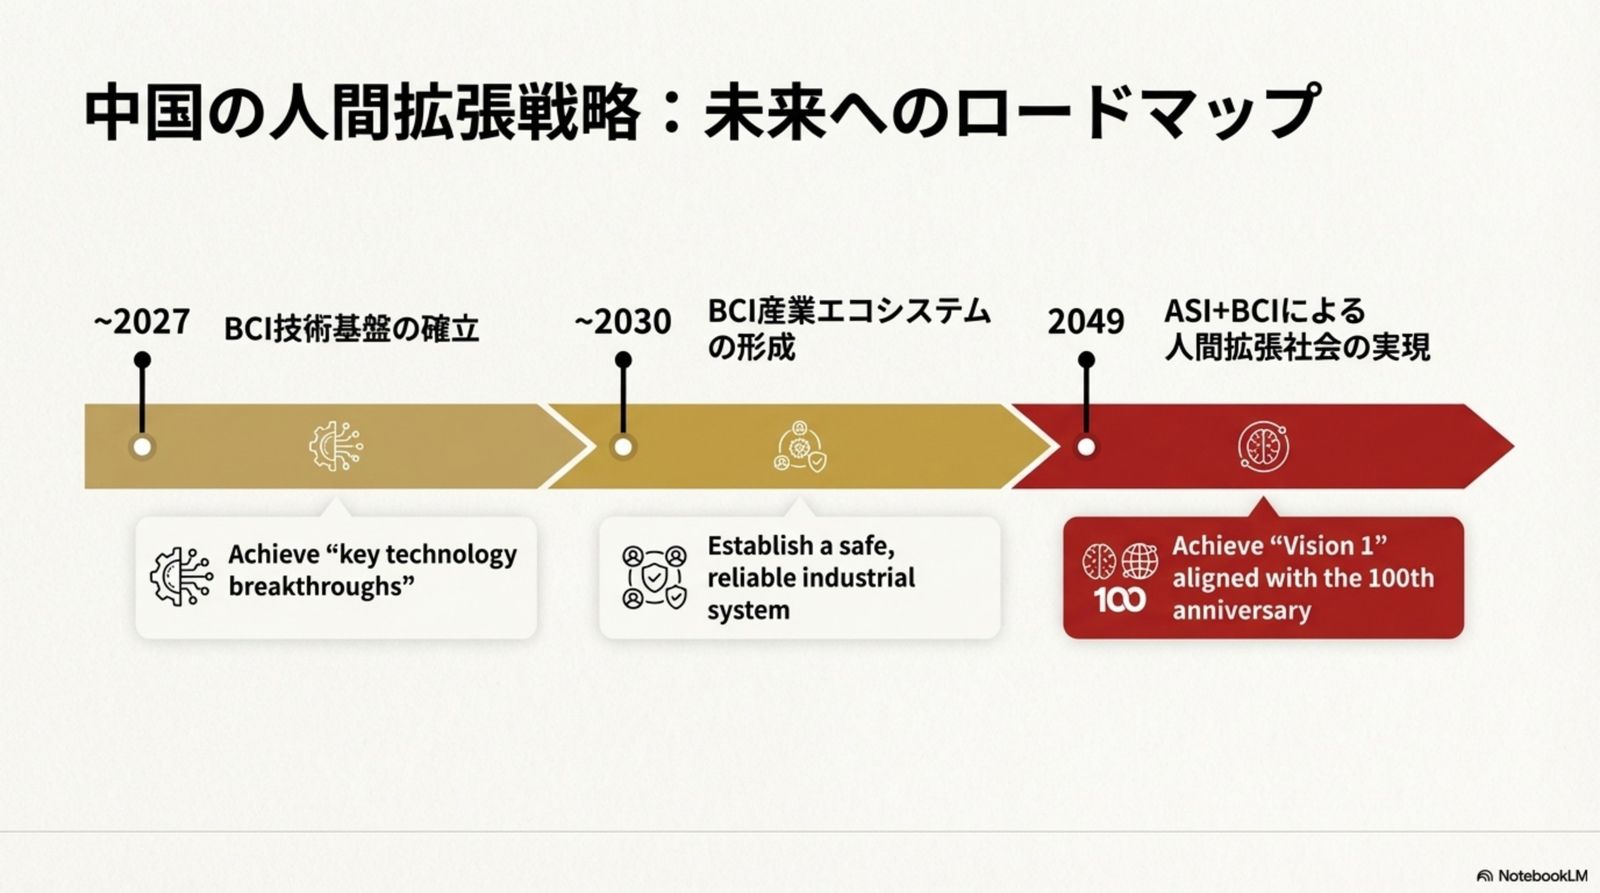 中国の人間拡張戦略：未来へのロードマップ
~2027
BCI技術基盤の確立
~2030
BCI産業エコシステム
の形成
2049
ASI+BCIによる
人間拡張社会の実現
Achieve “key technology
breakthroughs”
Establish a safe,
reliable industrial
system
100
Achieve “Vision 1”
aligned with the 100th
anniversary
NotebookLM